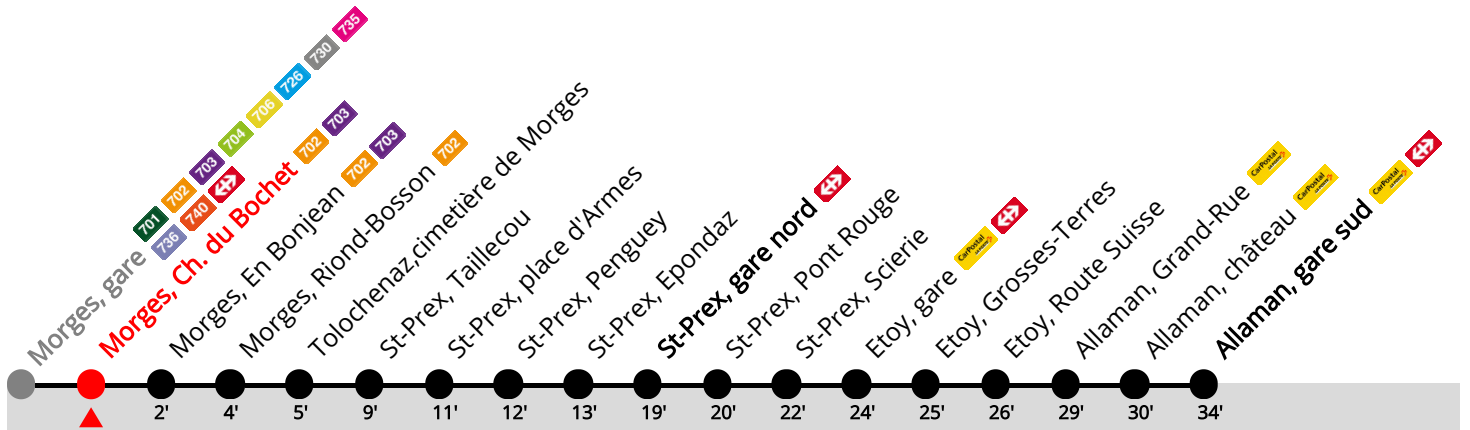 Morges, gare 701 702 703 704 706 726 730 735
736 740
Morges, Ch. du Bochet 702 703
Morges, En Bonjean 702 703
Morges, Riond-Bosson 702
Tolochenaz,cimetière de Morges
St-Prex, Taillecou
St-Prex, place d'Armes
St-Prex, Penguey
St-Prex, Epondaz
St-Prex, gare nord
St-Prex, Pont Rouge
St-Prex, Scierie
Etoy, gare CarPostal
Etoy, Grosses-Terres
Etoy, Route Suisse
Allaman, Grand-Rue CarPostal
Allaman, château CarPostal
Allaman, gare sud CarPostal
2' 4' 5' 9' 11' 12' 13' 19' 20' 22' 24' 25' 26' 29' 30' 34'